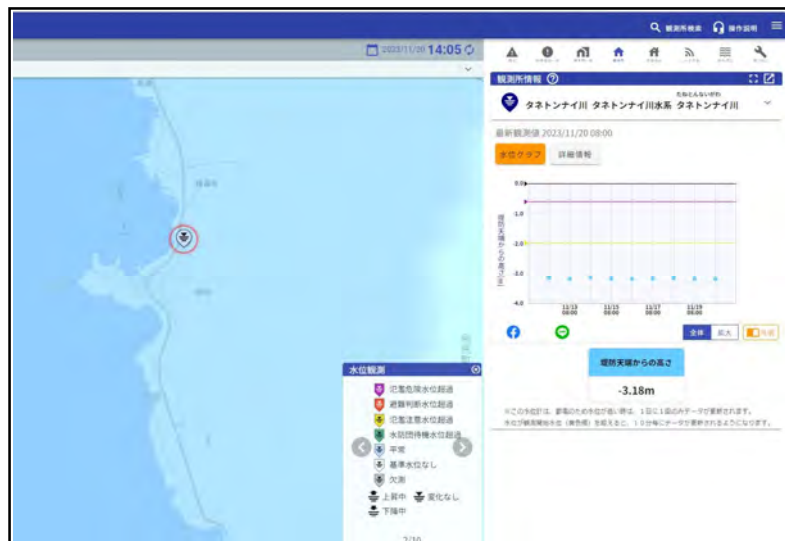 観測所検索 操作説明
2023/11/20 14:05
観測所情報
たねとんないがわ
タネトンナイ川 タネトンナイ川水系 タネトンナイ川
最新観測値 2023/11/20 08:00
水位グラフ 詳細情報
堤防天端からの高さ[m]
0.0
-1.0
-2.0
-3.0
-4.0
11/13 11/15 11/17 11/19
08:00 08:00 08:00 08:00
全体 拡大
堤防天端からの高さ
-3.18m
※この水位計は、節電のため水位が低い時は、1日に1回のみデータが更新されます。
水位が観測開始水位(黄色線)を超えると、10分毎にデータが更新されるようになります。
水位観測
氾濫危険水位超過
避難判断水位超過
氾濫注意水位超過
水防団待機水位超過
平常
基準水位なし
欠測
上昇中 変化なし
下降中
2/10